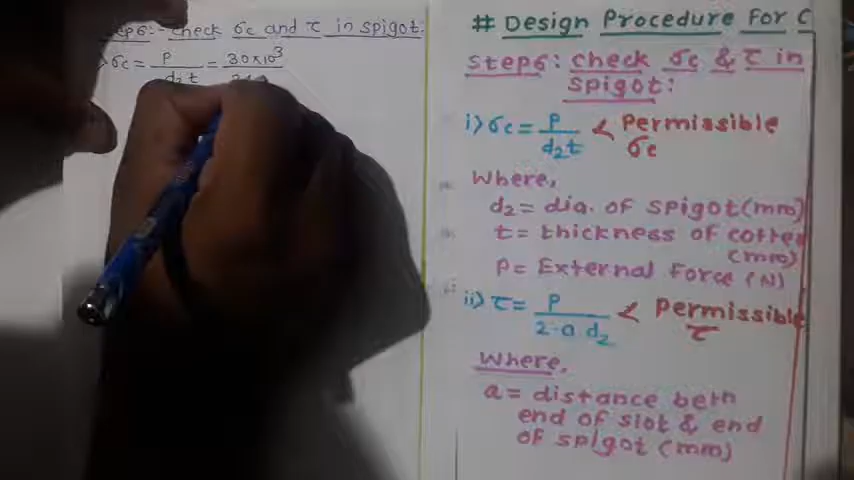 ep6:- check σc and τ in spigot:
σc = P / d2t = 30×10³
# Design Procedure For C
Step6: check σc & τ in
spigot:
i) σc = P / d2t < Permissible σc
Where,
d2 = dia. of spigot (mm)
t = thickness of cotter
(mm)
P = External Force (N)
ii) τ = P / 2·a·d2 < Permissible τ
Where,
a = distance betn
end of slot & end
of spigot (mm)